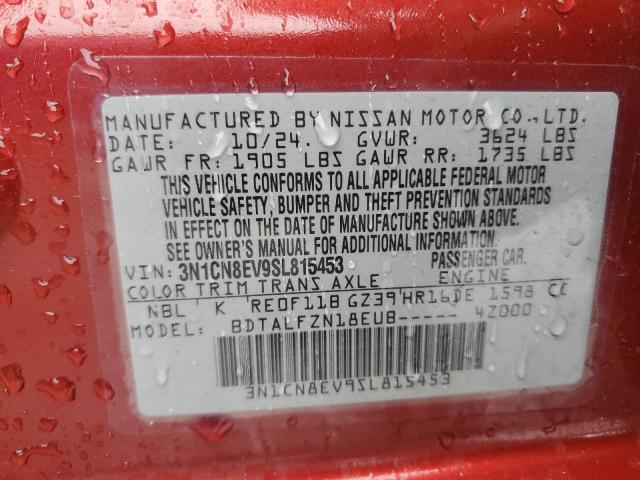 MANUFACTURED BY NISSAN MOTOR CO.,LTD.
DATE: 10/24. GVWR: 3624 LBS
GAWR FR: 1905 LBS GAWR RR: 1735 LBS
THIS VEHICLE CONFORMS TO ALL APPLICABLE FEDERAL MOTOR
VEHICLE SAFETY, BUMPER AND THEFT PREVENTION STANDARDS
IN EFFECT ON THE DATE OF MANUFACTURE SHOWN ABOVE.
SEE OWNER'S MANUAL FOR ADDITIONAL INFORMATION.
VIN: 3N1CN8EV9SL815453 PASSENGER CAR.
COLOR TRIM TRANS AXLE ENGINE
NBL K RE0F11B GZ39 HR16DE 1598 CC
MODEL: BDTALFZN18EUB----- 4Z000
3N1CN8EV9SL815453